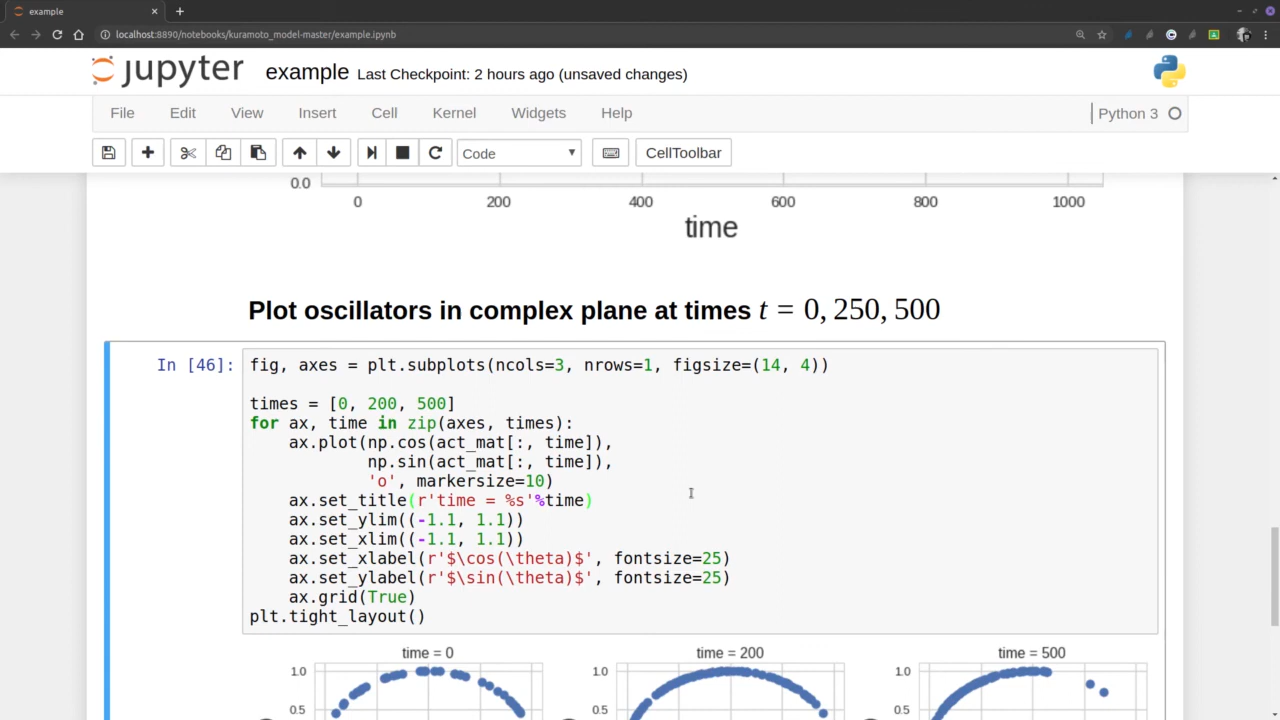 example
localhost:8890/notebooks/kuramoto_model-master/example.ipynb
jupyter example Last Checkpoint: 2 hours ago (unsaved changes)
File Edit View Insert Cell Kernel Widgets Help Python 3
Code CellToolbar
0.0
0 200 400 600 800 1000
time
Plot oscillators in complex plane at times t = 0, 250, 500
In [46]: fig, axes = plt.subplots(ncols=3, nrows=1, figsize=(14, 4))
times = [0, 200, 500]
for ax, time in zip(axes, times):
    ax.plot(np.cos(act_mat[:, time]),
            np.sin(act_mat[:, time]),
            'o', markersize=10)
    ax.set_title(r'time = %s'%time)
    ax.set_ylim((-1.1, 1.1))
    ax.set_xlim((-1.1, 1.1))
    ax.set_xlabel(r'$\cos(\theta)$', fontsize=25)
    ax.set_ylabel(r'$\sin(\theta)$', fontsize=25)
    ax.grid(True)
plt.tight_layout()
time = 0 time = 200 time = 500
1.0 1.0 1.0
0.5 0.5 0.5